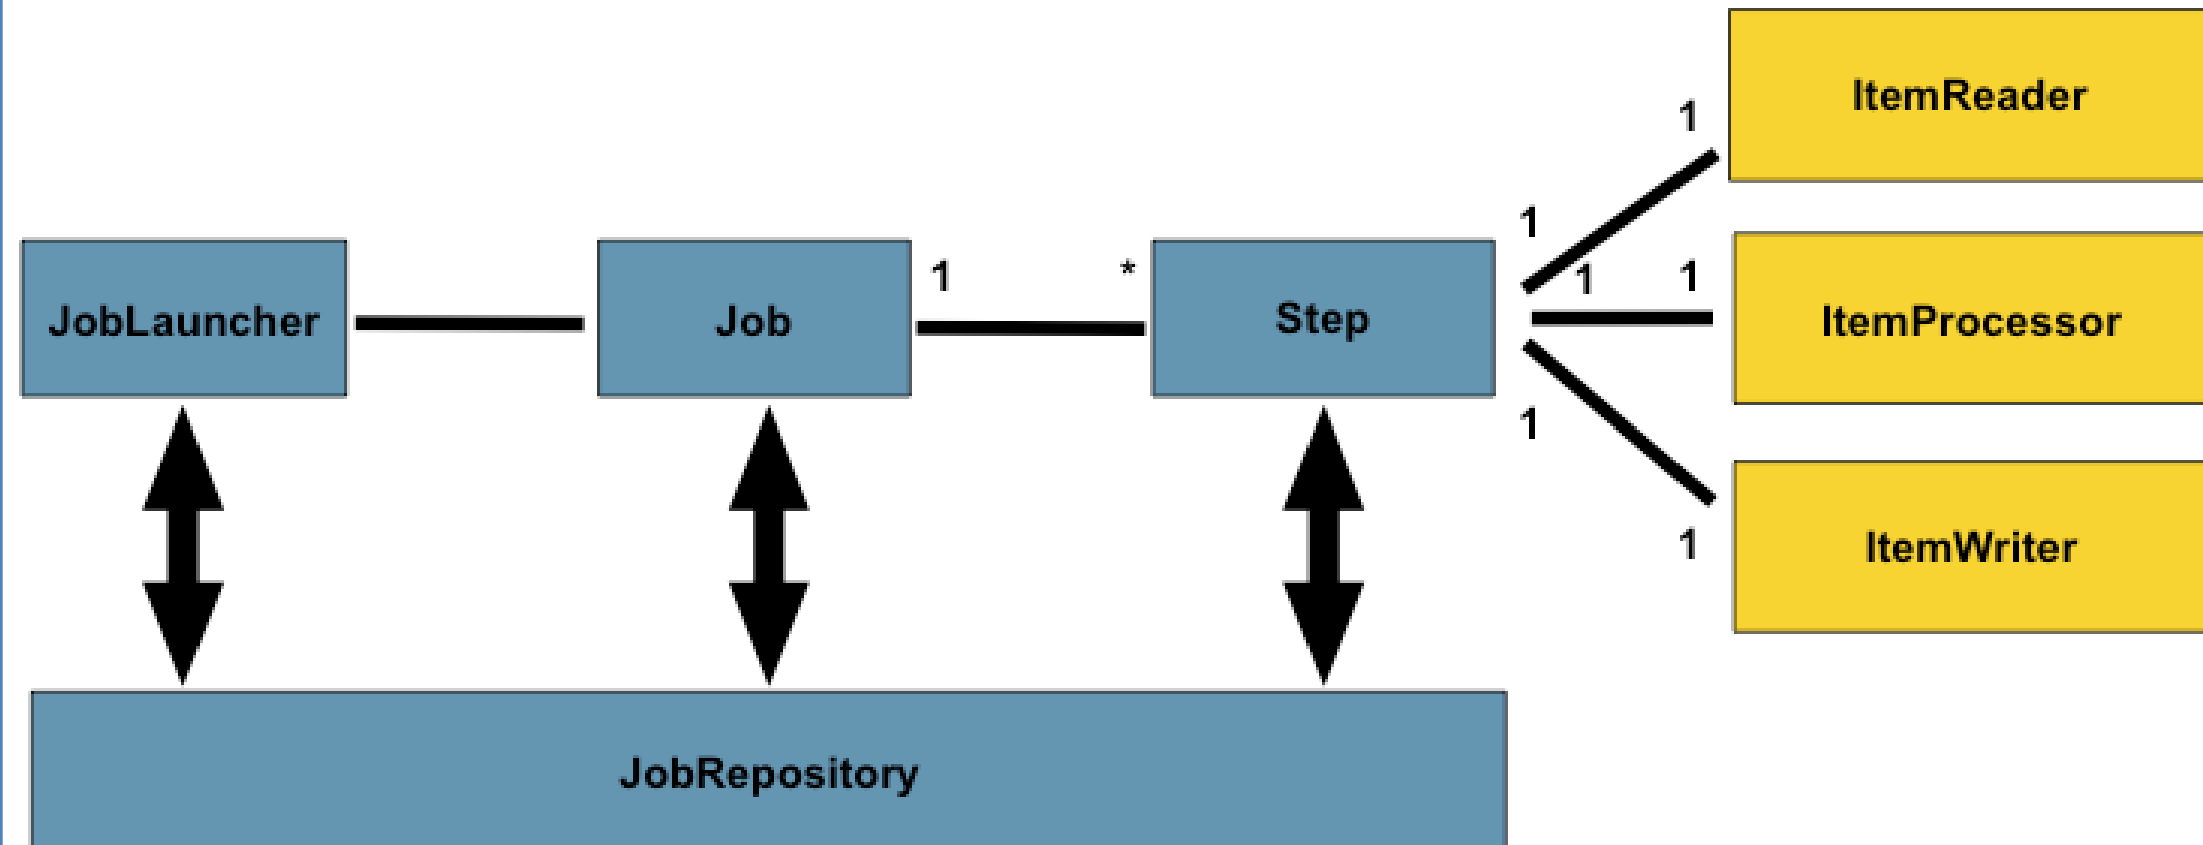 ItemReader
1
1
JobLauncher
Job
1
*
Step
1
1
ItemProcessor
1
1
ItemWriter
JobRepository